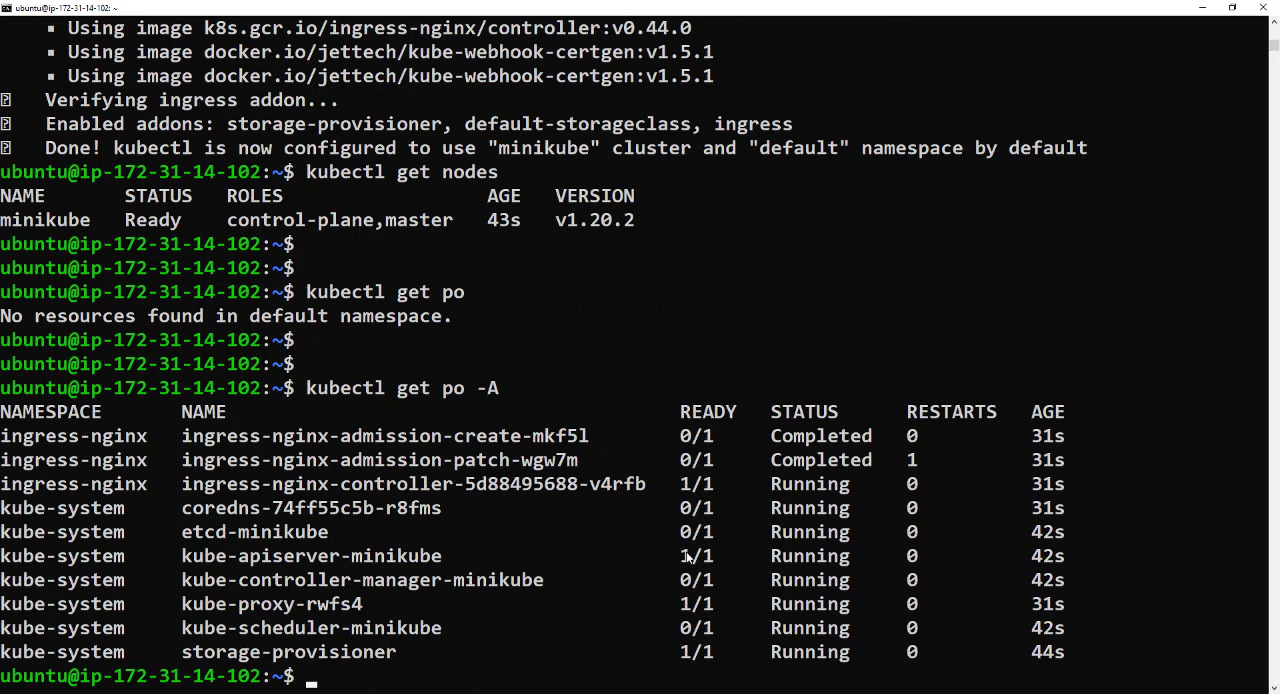 ubuntu@ip-172-31-14-102: ~
▪ Using image k8s.gcr.io/ingress-nginx/controller:v0.44.0
▪ Using image docker.io/jettech/kube-webhook-certgen:v1.5.1
▪ Using image docker.io/jettech/kube-webhook-certgen:v1.5.1
Verifying ingress addon...
Enabled addons: storage-provisioner, default-storageclass, ingress
Done! kubectl is now configured to use "minikube" cluster and "default" namespace by default
ubuntu@ip-172-31-14-102:~$ kubectl get nodes
NAME STATUS ROLES AGE VERSION
minikube Ready control-plane,master 43s v1.20.2
ubuntu@ip-172-31-14-102:~$
ubuntu@ip-172-31-14-102:~$
ubuntu@ip-172-31-14-102:~$ kubectl get po
No resources found in default namespace.
ubuntu@ip-172-31-14-102:~$
ubuntu@ip-172-31-14-102:~$
ubuntu@ip-172-31-14-102:~$ kubectl get po -A
NAMESPACE NAME READY STATUS RESTARTS AGE
ingress-nginx ingress-nginx-admission-create-mkf5l 0/1 Completed 0 31s
ingress-nginx ingress-nginx-admission-patch-wgw7m 0/1 Completed 1 31s
ingress-nginx ingress-nginx-controller-5d88495688-v4rfb 1/1 Running 0 31s
kube-system coredns-74ff55c5b-r8fms 0/1 Running 0 31s
kube-system etcd-minikube 0/1 Running 0 42s
kube-system kube-apiserver-minikube 1/1 Running 0 42s
kube-system kube-controller-manager-minikube 0/1 Running 0 42s
kube-system kube-proxy-rwfs4 1/1 Running 0 31s
kube-system kube-scheduler-minikube 0/1 Running 0 42s
kube-system storage-provisioner 1/1 Running 0 44s
ubuntu@ip-172-31-14-102:~$